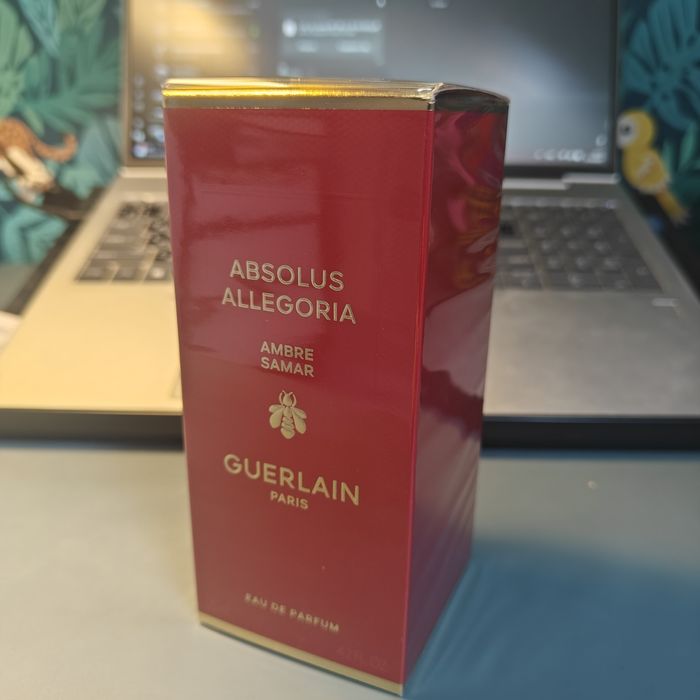 ABSOLUS
ALLEGORIA
AMBRE
SAMAR
GUERLAIN
PARIS
EAU DE PARFUM